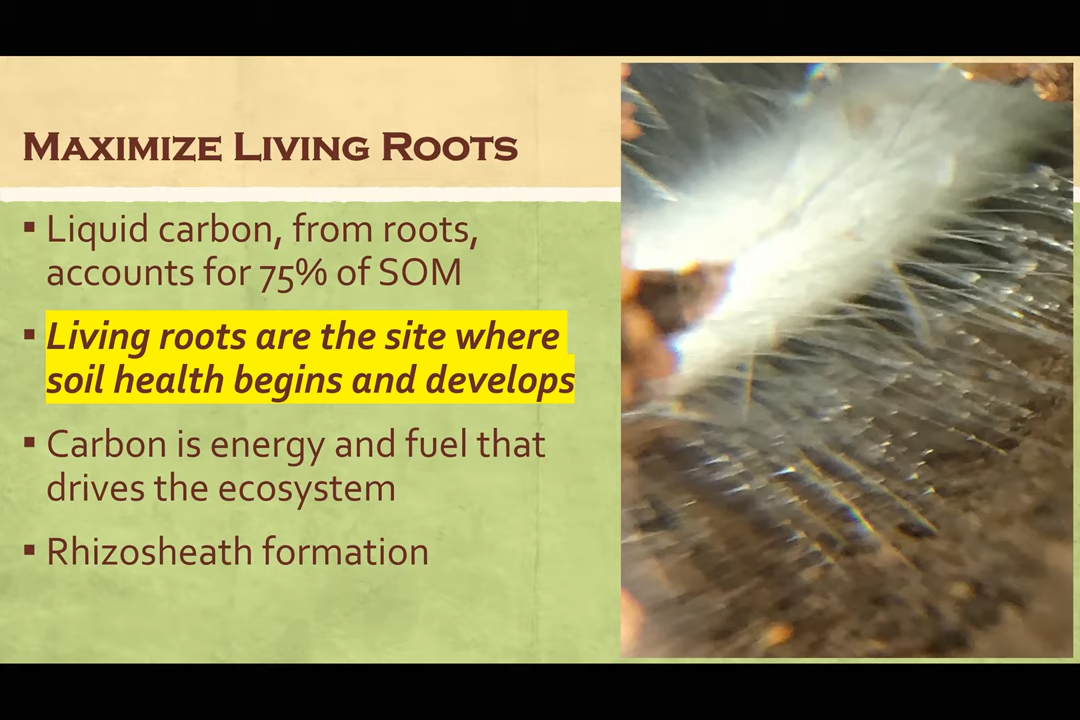 Maximize Living Roots
▪ Liquid carbon, from roots,
accounts for 75% of SOM
▪ Living roots are the site where
soil health begins and develops
▪ Carbon is energy and fuel that
drives the ecosystem
▪ Rhizosheath formation